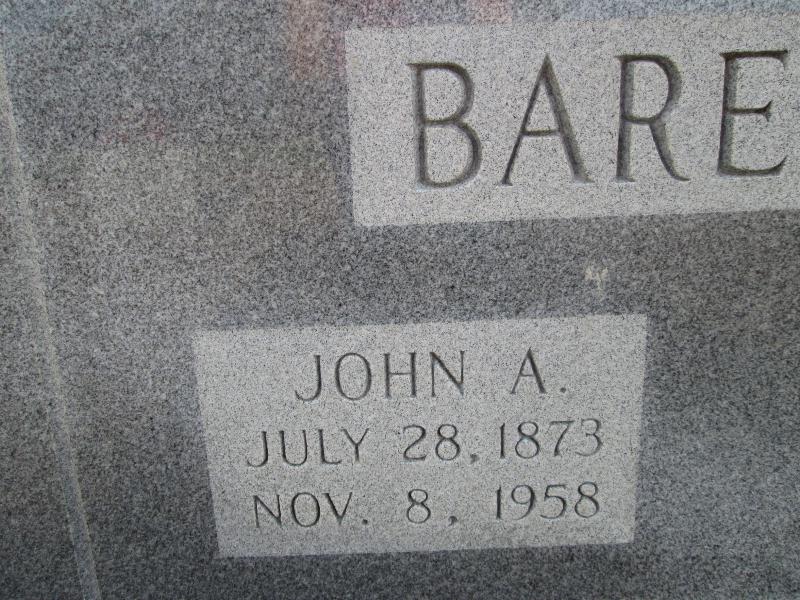 BARE
JOHN A.
JULY 28, 1873
NOV. 8, 1958